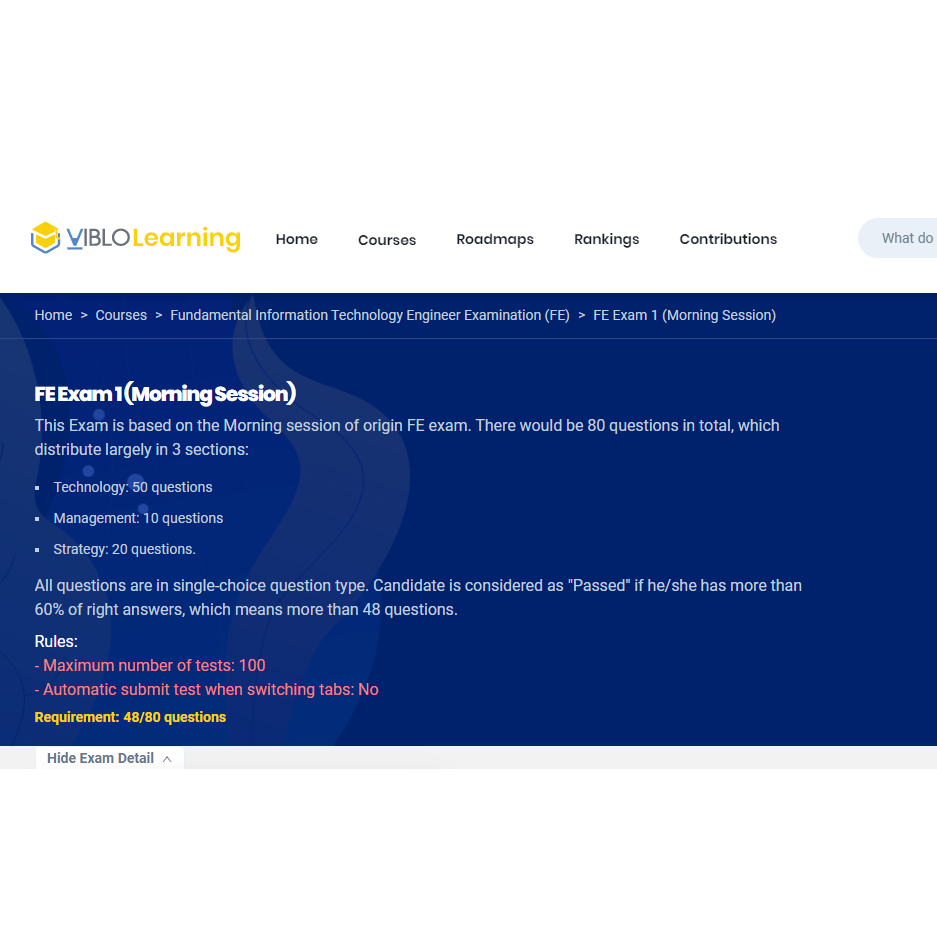 VIBLO Learning
Home Courses Roadmaps Rankings Contributions What do
Home > Courses > Fundamental Information Technology Engineer Examination (FE) > FE Exam 1 (Morning Session)
FE Exam 1 (Morning Session)
This Exam is based on the Morning session of origin FE exam. There would be 80 questions in total, which
distribute largely in 3 sections:
▪ Technology: 50 questions
▪ Management: 10 questions
▪ Strategy: 20 questions.
All questions are in single-choice question type. Candidate is considered as "Passed" if he/she has more than
60% of right answers, which means more than 48 questions.
Rules:
- Maximum number of tests: 100
- Automatic submit test when switching tabs: No
Requirement: 48/80 questions
Hide Exam Detail